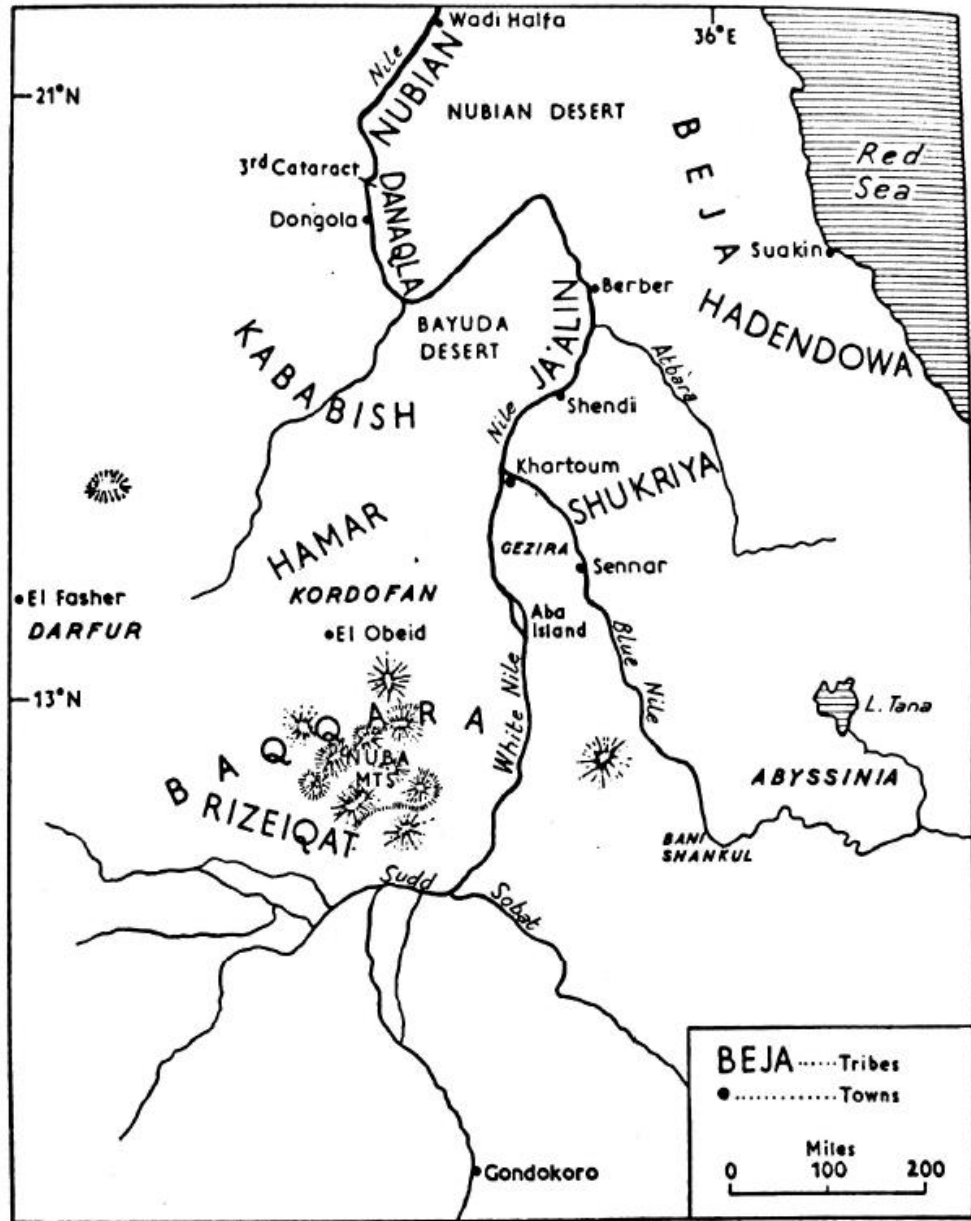 Wadi Halfa
36°E
Nile
21°N
NUBIAN
NUBIAN DESERT
BEJA
Red
Sea
3rd Cataract
DANAQLA
Dongola
Suakin
Berber
BAYUDA
DESERT
JA'ALIN
HADENDOWA
KABABISH
Atbara
Shendi
Nile
Khartoum
SHUKRIYA
HAMAR
GEZIRA
Sennar
KORDOFAN
El Fasher
DARFUR
El Obeid
Aba
Island
Blue Nile
13°N
White Nile
L. Tana
BAQQARA
NUBA
MTS
ABYSSINIA
RIZEIQAT
BANI
SHANKUL
Sudd
Sobat
BEJA ...... Tribes
● ............ Towns
Miles
0 100 200
Gondokoro